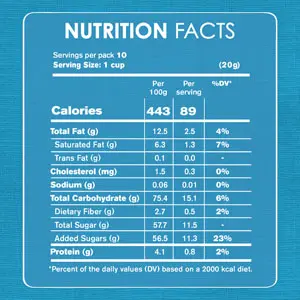 NUTRITION FACTS
Servings per pack 10
Serving Size: 1 cup (20g)
Per 100g Per serving %DV*
Calories 443 89
Total Fat (g) 12.5 2.5 4%
Saturated Fat (g) 6.3 1.3 7%
Trans Fat (g) 0.1 0.0 -
Cholesterol (mg) 1.5 0.3 0%
Sodium (g) 0.06 0.01 0%
Total Carbohydrate (g) 75.4 15.1 6%
Dietary Fiber (g) 2.7 0.5 2%
Total Sugar (g) 57.7 11.5
Added Sugars (g) 56.5 11.3 23%
Protein (g) 4.1 0.8 2%
*Percent of the daily values (DV) based on a 2000 kcal diet.